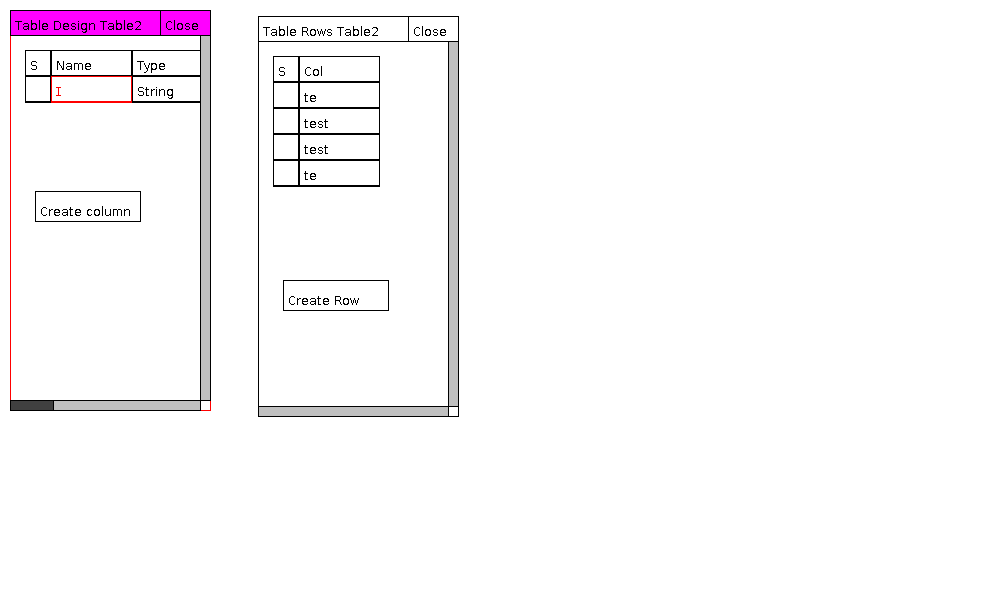 Table Design Table2 Close
S Name Type
I String
Create column
Table Rows Table2 Close
S Col
te
test
test
te
Create Row